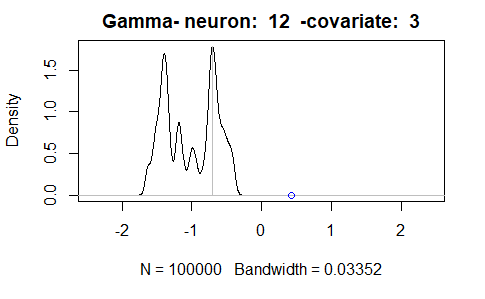 Gamma- neuron:  12  -covariate:  3
Density
0.0 0.5 1.0 1.5
-2 -1 0 1 2
N = 100000   Bandwidth = 0.03352